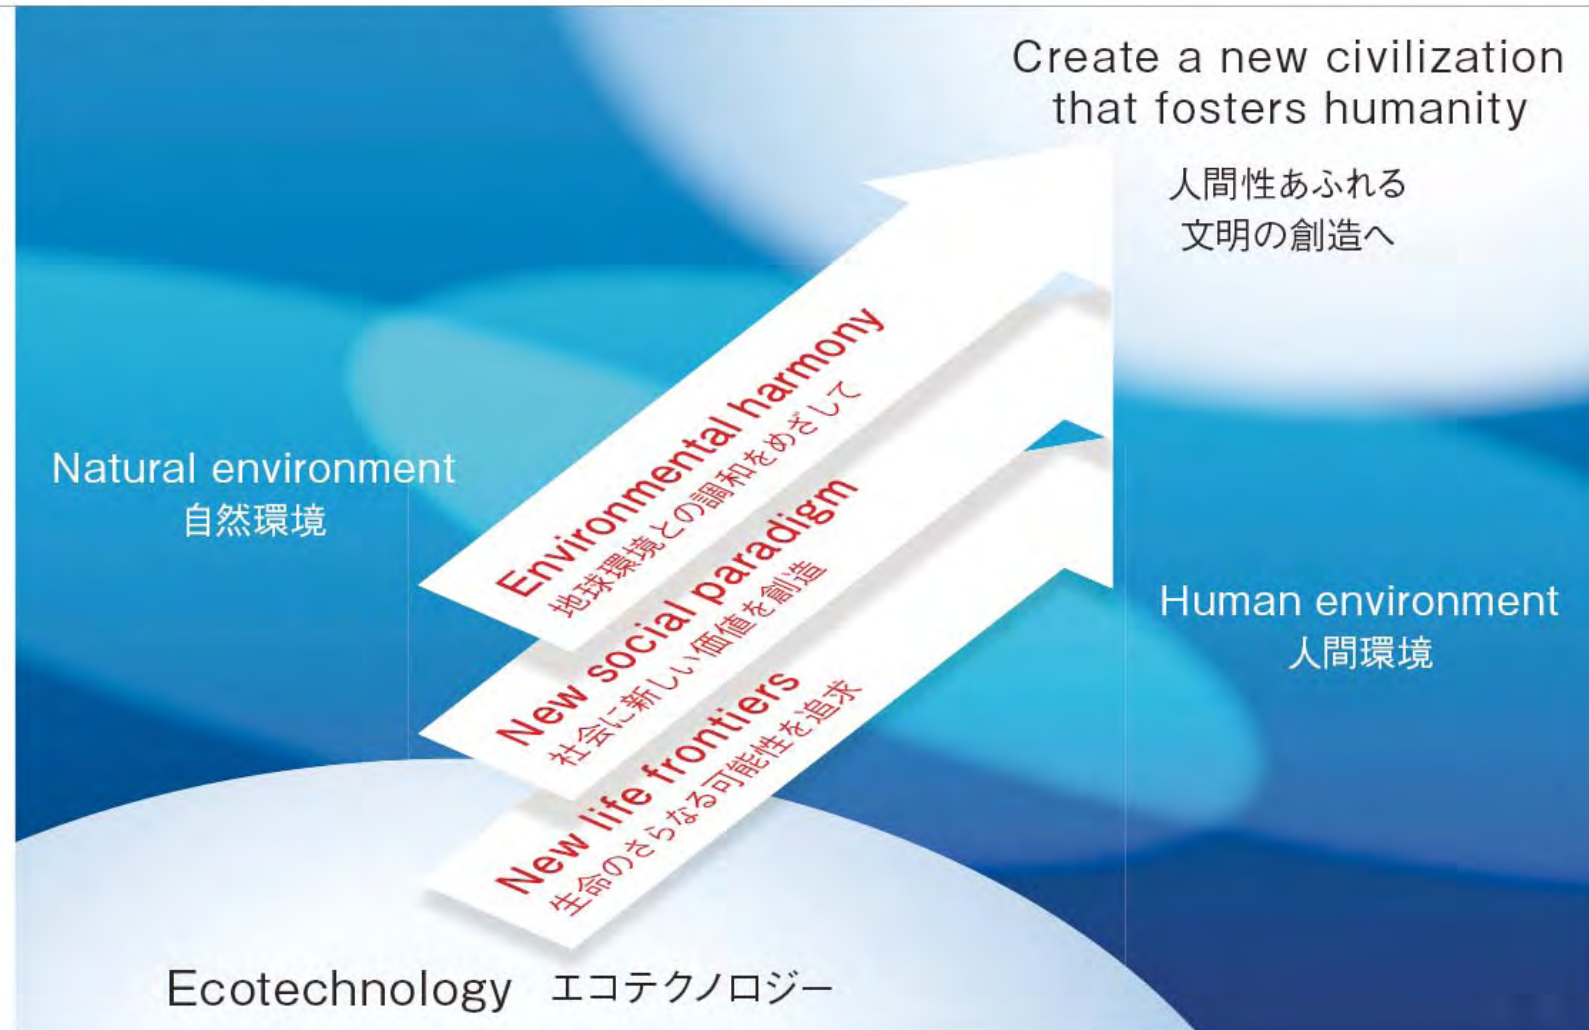 Create a new civilization
that fosters humanity
人間性あふれる
文明の創造へ
Environmental harmony
地球環境との調和をめざして
Natural environment
自然環境
New social paradigm
社会に新しい価値を創造
Human environment
人間環境
New life frontiers
生命のさらなる可能性を追求
Ecotechnology エコテクノロジー